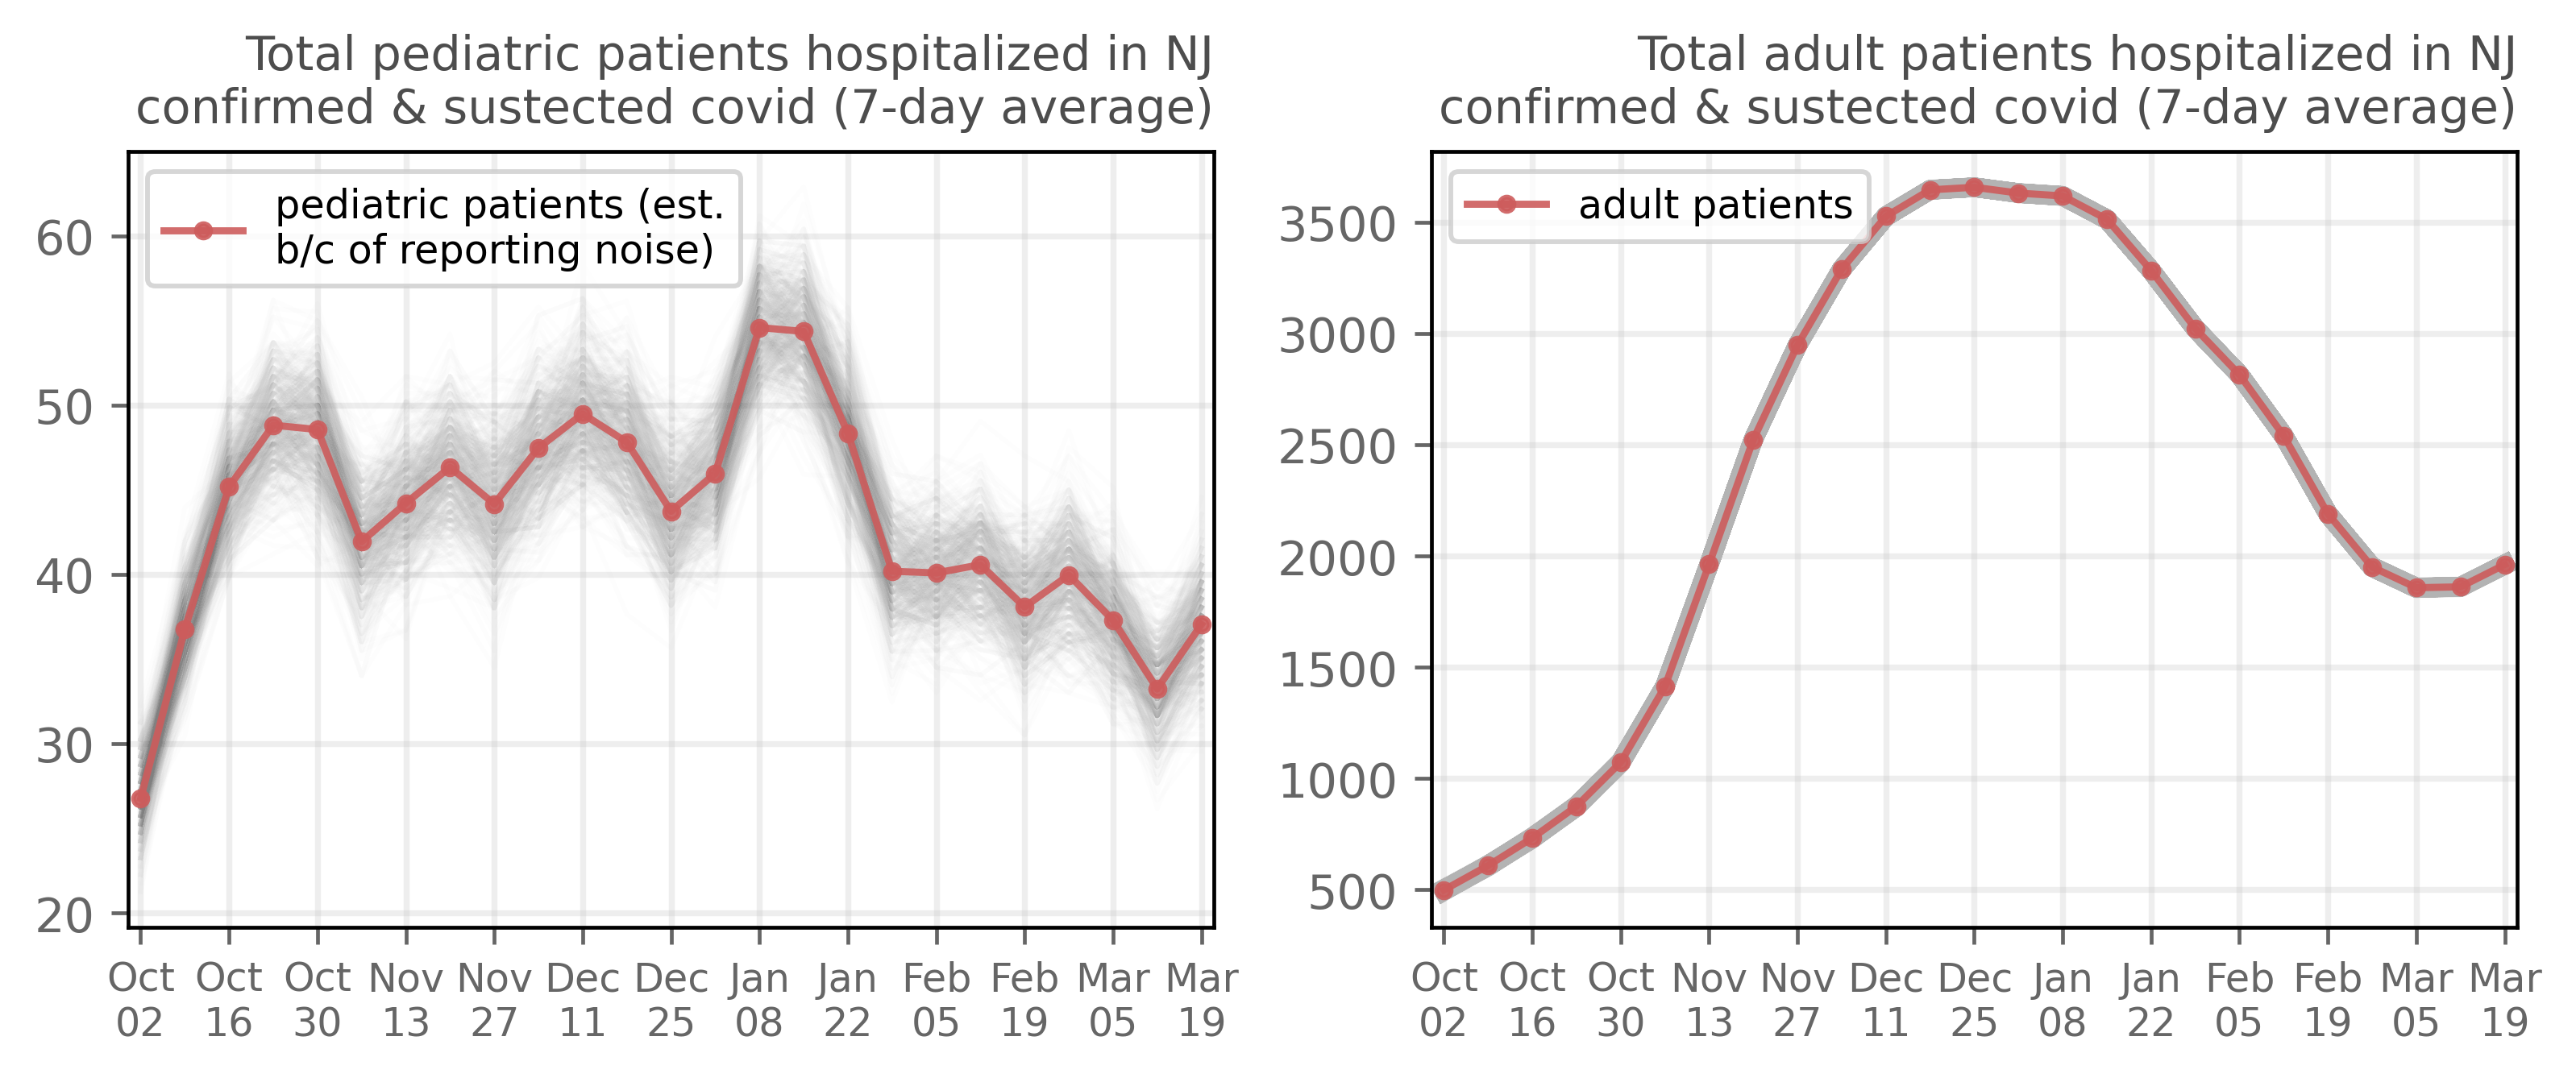 Total pediatric patients hospitalized in NJ
confirmed & sustected covid (7-day average)
pediatric patients (est.
b/c of reporting noise)
60
50
40
30
20
Oct Oct Oct Nov Nov Dec Dec Jan Jan Feb Feb Mar Mar
02 16 30 13 27 11 25 08 22 05 19 05 19
Total adult patients hospitalized in NJ
confirmed & sustected covid (7-day average)
adult patients
3500
3000
2500
2000
1500
1000
500
Oct Oct Oct Nov Nov Dec Dec Jan Jan Feb Feb Mar Mar
02 16 30 13 27 11 25 08 22 05 19 05 19